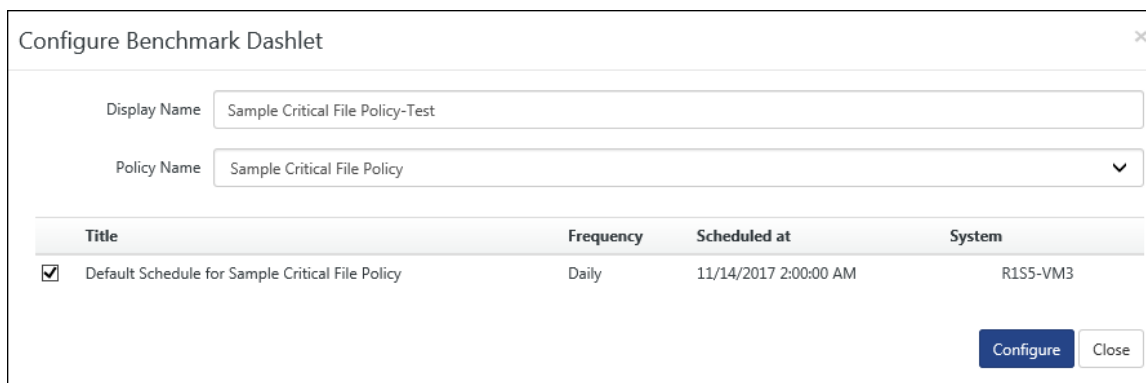 Configure Benchmark Dashlet
Display Name Sample Critical File Policy-Test
Policy Name Sample Critical File Policy
Title Frequency Scheduled at System
Default Schedule for Sample Critical File Policy Daily 11/14/2017 2:00:00 AM R1S5-VM3
Configure Close